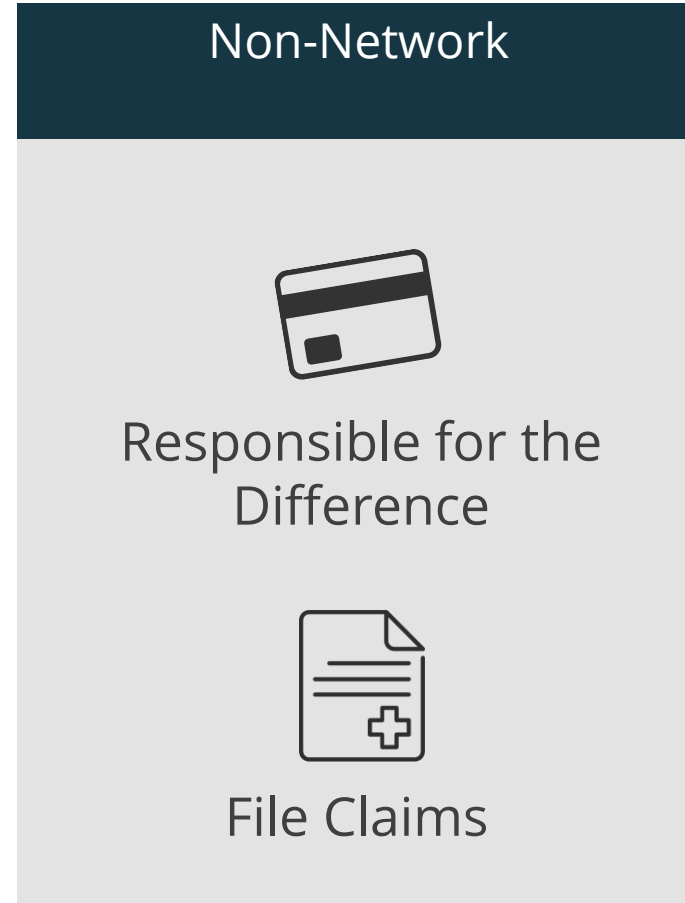 Non-Network
Responsible for the
Difference
File Claims